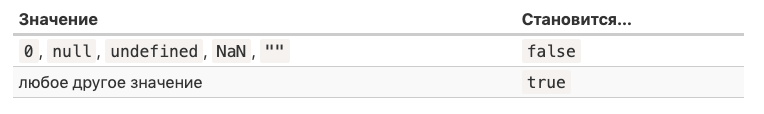 Значение Становится...
0, null, undefined, NaN, "" false
любое другое значение true